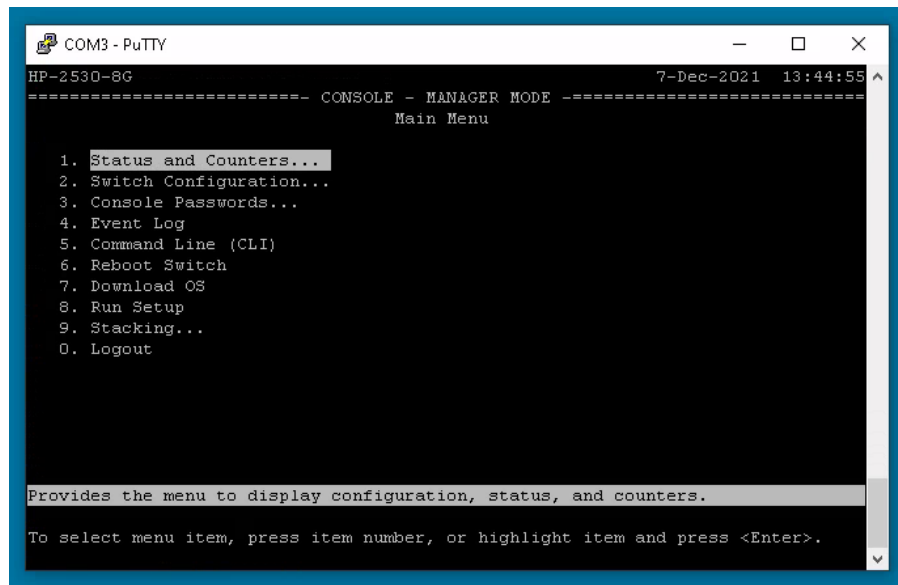 COM3 - PuTTY
HP-2530-8G 7-Dec-2021 13:44:55
==========================- CONSOLE - MANAGER MODE -============================
Main Menu
1. Status and Counters...
2. Switch Configuration...
3. Console Passwords...
4. Event Log
5. Command Line (CLI)
6. Reboot Switch
7. Download OS
8. Run Setup
9. Stacking...
0. Logout
Provides the menu to display configuration, status, and counters.
To select menu item, press item number, or highlight item and press <Enter>.